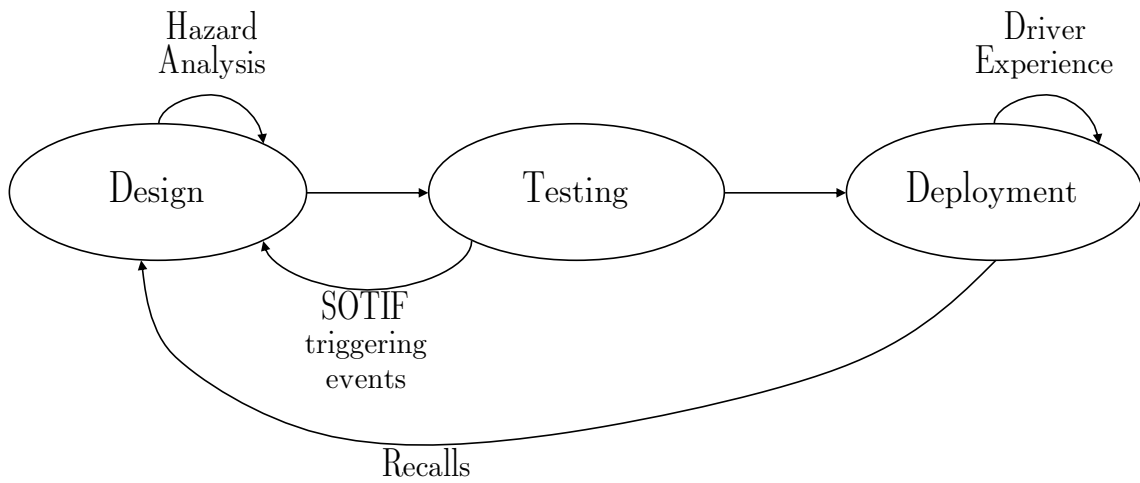 Hazard
Analysis
Driver
Experience
Design
Testing
Deployment
SOTIF
triggering
events
Recalls